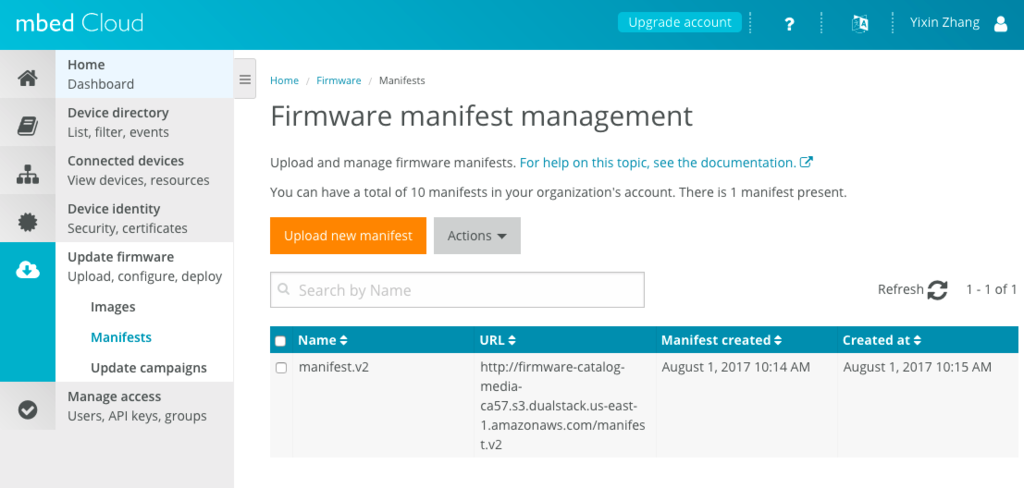 mbed Cloud
Upgrade account
?
Yixin Zhang
Home
Dashboard
Device directory
List, filter, events
Connected devices
View devices, resources
Device identity
Security, certificates
Update firmware
Upload, configure, deploy
Images
Manifests
Update campaigns
Manage access
Users, API keys, groups
Home / Firmware / Manifests
Firmware manifest management
Upload and manage firmware manifests. For help on this topic, see the documentation.
You can have a total of 10 manifests in your organization's account. There is 1 manifest present.
Upload new manifest
Actions
Search by Name
Refresh
1 - 1 of 1
Name URL Manifest created Created at
manifest.v2
http://firmware-catalog-
media-
ca57.s3.dualstack.us-east-
1.amazonaws.com/manifes
t.v2
August 1, 2017 10:14 AM
August 1, 2017 10:15 AM